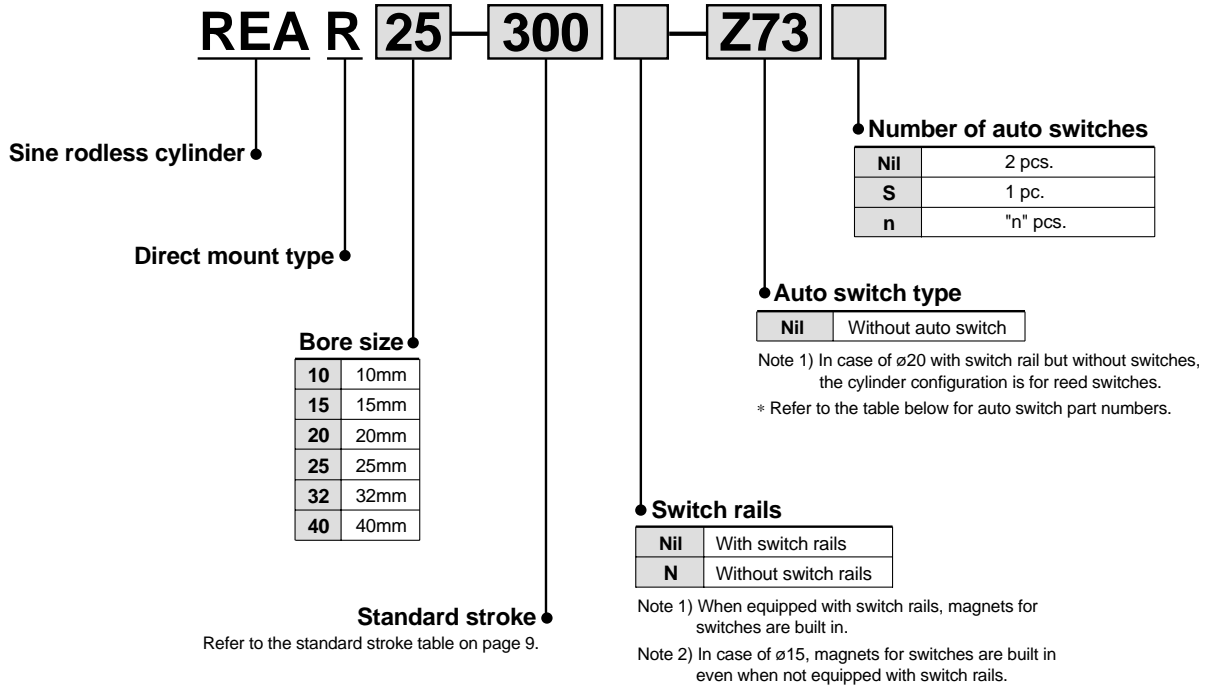 REA R 25 — 300 — Z73
Number of auto switches
Nil 2 pcs.
S 1 pc.
n "n" pcs.
Sine rodless cylinder
Direct mount type
Auto switch type
Nil Without auto switch
Note 1) In case of ø20 with switch rail but without switches,
the cylinder configuration is for reed switches.
* Refer to the table below for auto switch part numbers.
Bore size
10 10mm
15 15mm
20 20mm
25 25mm
32 32mm
40 40mm
Switch rails
Nil With switch rails
N Without switch rails
Note 1) When equipped with switch rails, magnets for
switches are built in.
Note 2) In case of ø15, magnets for switches are built in
even when not equipped with switch rails.
Standard stroke
Refer to the standard stroke table on page 9.